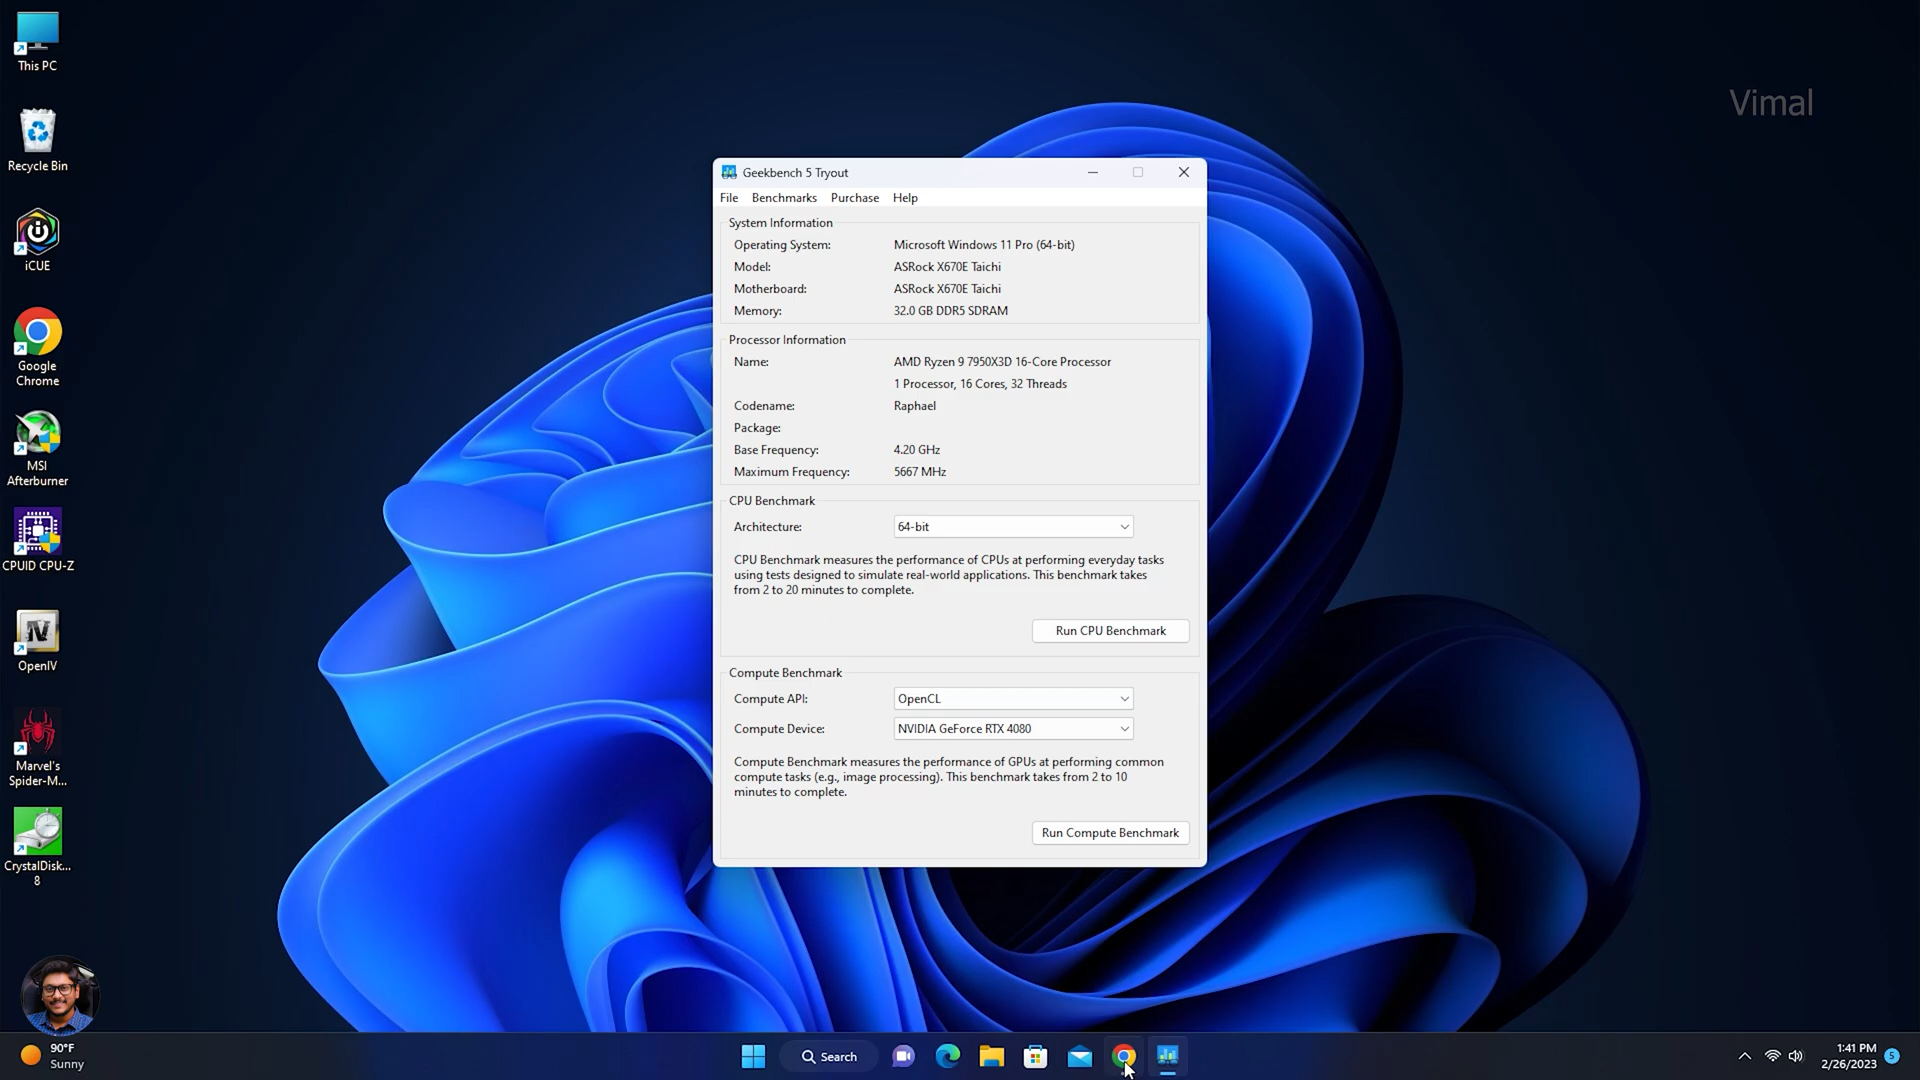 This PC
Recycle Bin
iCUE
Google
Chrome
MSI
Afterburner
CPUID CPU-Z
OpenIV
Marvel's
Spider-M...
CrystalDisk...
8
Vimal
Geekbench 5 Tryout
File Benchmarks Purchase Help
System Information
Operating System: Microsoft Windows 11 Pro (64-bit)
Model: ASRock X670E Taichi
Motherboard: ASRock X670E Taichi
Memory: 32.0 GB DDR5 SDRAM
Processor Information
Name: AMD Ryzen 9 7950X3D 16-Core Processor
1 Processor, 16 Cores, 32 Threads
Codename: Raphael
Package:
Base Frequency: 4.20 GHz
Maximum Frequency: 5667 MHz
CPU Benchmark
Architecture: 64-bit
CPU Benchmark measures the performance of CPUs at performing everyday tasks
using tests designed to simulate real-world applications. This benchmark takes
from 2 to 20 minutes to complete.
Run CPU Benchmark
Compute Benchmark
Compute API: OpenCL
Compute Device: NVIDIA GeForce RTX 4080
Compute Benchmark measures the performance of GPUs at performing common
compute tasks (e.g., image processing). This benchmark takes from 2 to 10
minutes to complete.
Run Compute Benchmark
90°F
Sunny
Search
1:41 PM
2/26/2023
5